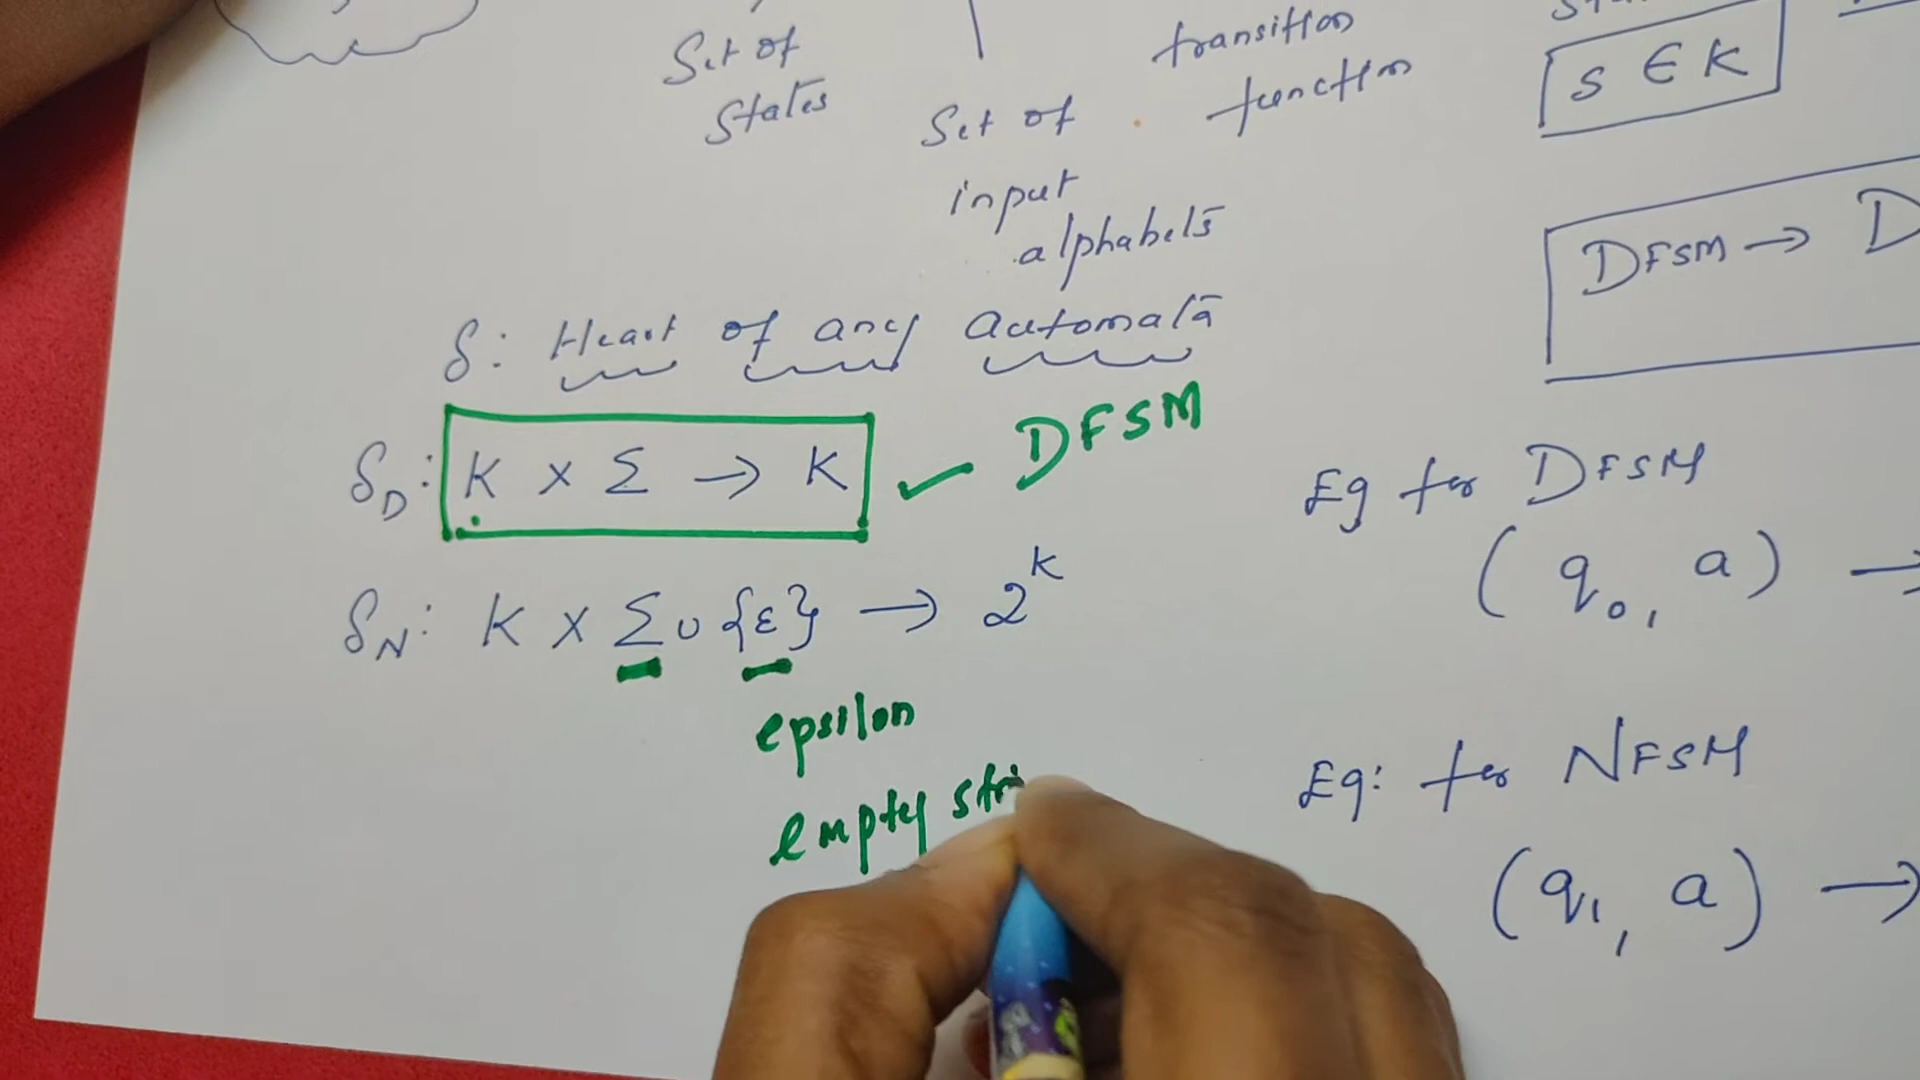 Set of
States
Set of
input
alphabets
transition
function
S ∈ K
DFSM → D
δ: Heart of any Automata
δD: K × Σ → K ✓ DFSM
δN: K × Σ ∪ {ε} → 2^K
epsilon
empty stri
Eg for DFSM
(q0, a) →
Eg: for NFSM
(q1, a) →